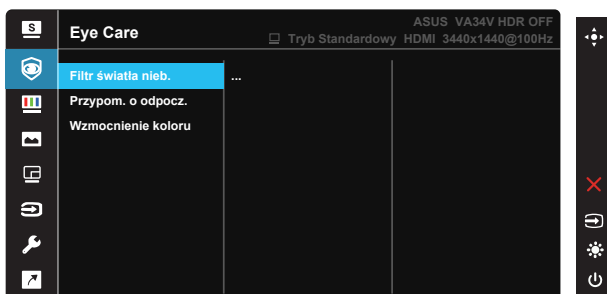 S
Eye Care
ASUS VA34V HDR OFF
Tryb Standardowy HDMI 3440x1440@100Hz
Filtr światła nieb.
...
Przypom. o odpocz.
Wzmocnienie koloru